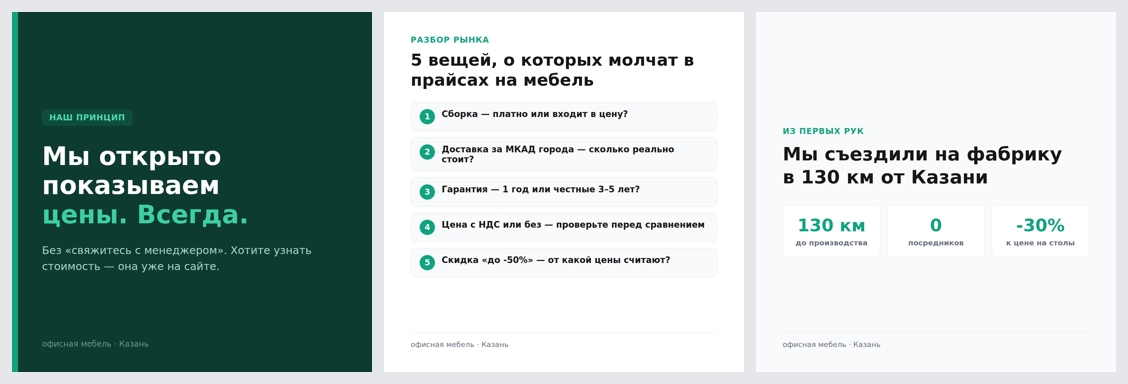 НАШ ПРИНЦИП
Мы открыто
показываем
цены. Всегда.
Без «свяжитесь с менеджером». Хотите узнать
стоимость — она уже на сайте.
офисная мебель · Казань
РАЗБОР РЫНКА
5 вещей, о которых молчат в
прайсах на мебель
1 Сборка — платно или входит в цену?
2 Доставка за МКАД города — сколько реально
стоит?
3 Гарантия — 1 год или честные 3–5 лет?
4 Цена с НДС или без — проверьте перед сравнением
5 Скидка «до -50%» — от какой цены считают?
офисная мебель · Казань
ИЗ ПЕРВЫХ РУК
Мы съездили на фабрику
в 130 км от Казани
130 км
до производства
0
посредников
-30%
к цене на столы
офисная мебель · Казань